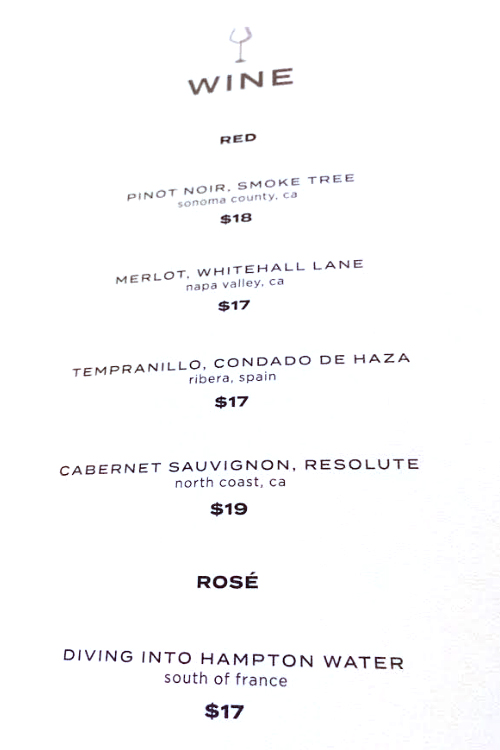 WINE
RED
PINOT NOIR, SMOKE TREE
sonoma county, ca
$18
MERLOT, WHITEHALL LANE
napa valley, ca
$17
TEMPRANILLO, CONDADO DE HAZA
ribera, spain
$17
CABERNET SAUVIGNON, RESOLUTE
north coast, ca
$19
ROSÉ
DIVING INTO HAMPTON WATER
south of france
$17